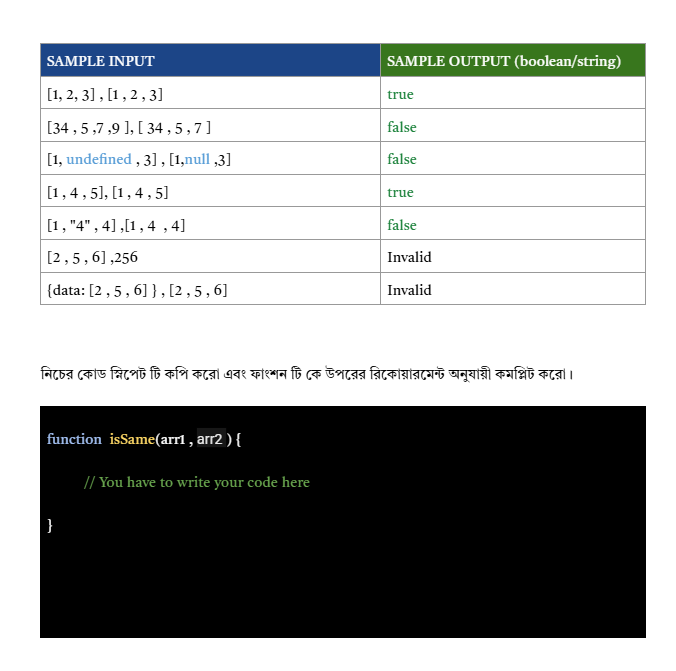 SAMPLE INPUT SAMPLE OUTPUT (boolean/string)
[1, 2, 3] , [1 , 2 , 3] true
[34 , 5 ,7 ,9 ], [ 34 , 5 , 7 ] false
[1, undefined , 3] , [1,null ,3] false
[1 , 4 , 5], [1 , 4 , 5] true
[1 , "4" , 4] ,[1 , 4 , 4] false
[2 , 5 , 6] ,256 Invalid
{data: [2 , 5 , 6] } , [2 , 5 , 6] Invalid
নিচের কোড স্নিপেট টি কপি করো এবং ফাংশন টি কে উপরের রিকোয়ারমেন্ট অনুযায়ী কমপ্লিট করো।
function isSame(arr1 , arr2 ) {
// You have to write your code here
}